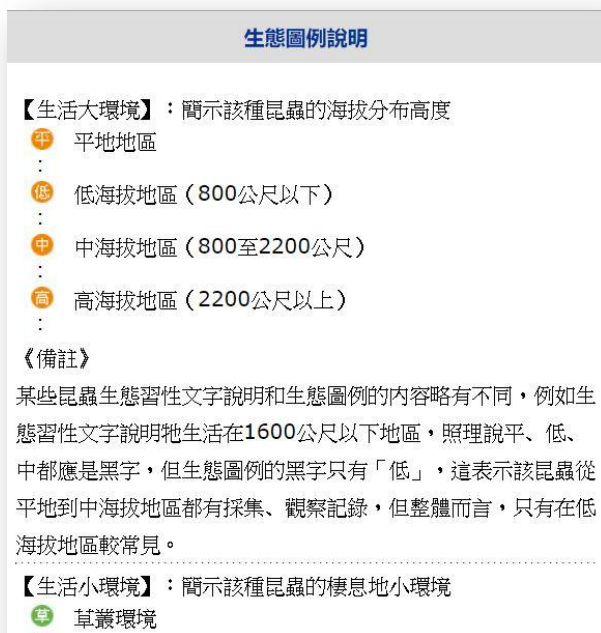 生態圖例說明
【生活大環境】：簡示該種昆蟲的海拔分布高度
平 平地地區
：
低 低海拔地區（800公尺以下）
：
中 中海拔地區（800至2200公尺）
：
高 高海拔地區（2200公尺以上）
：
《備註》
某些昆蟲生態習性文字說明和生態圖例的內容略有不同，例如生
態習性文字說明牠生活在1600公尺以下地區，照理說平、低、
中都應是黑字，但生態圖例的黑字只有「低」，這表示該昆蟲從
平地到中海拔地區都有採集、觀察記錄，但整體而言，只有在低
海拔地區較常見。
【生活小環境】：簡示該種昆蟲的棲息地小環境
草 草叢環境